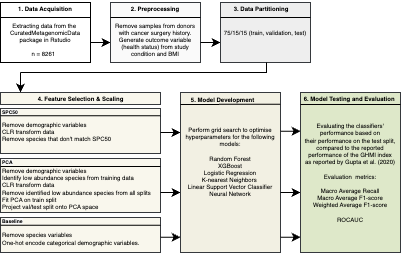 1. Data Acquisition
Extracting data from the
CuratedMetagenomicData
package in Rstudio
n = 8261
2. Preprocessing
Remove samples from donors
with cancer surgery history.
Generate outcome variable
(health status) from study
condition and BMI
3. Data Partitioning
75/15/15 (train, validation, test)
4. Feature Selection & Scaling
SPC50
Remove demographic variables
CLR transform data
Remove species that don't match SPC50
PCA
Remove demographic variables
Identify low abundance species from training data
CLR transform data
Remove identified low abundance species from all splits
Fit PCA on train split
Project val/test split onto PCA space
Baseline
Remove species variables
One-hot encode categorical demographic variables.
5. Model Development
Perform grid search to optimise
hyperparameters for the following
models:
Random Forest
XGBoost
Logistic Regression
K-nearest Neighbors
Linear Support Vector Classifier
Neural Network
6. Model Testing and Evaluation
Evaluating the classifiers'
performance based on
their performance on the test split,
compared to the reported
performance of the GHMI index
as reported by Gupta et al. (2020)
Evaluation metrics:
Macro Average Recall
Macro Average F1-score
Weighted Average F1-score
ROCAUC